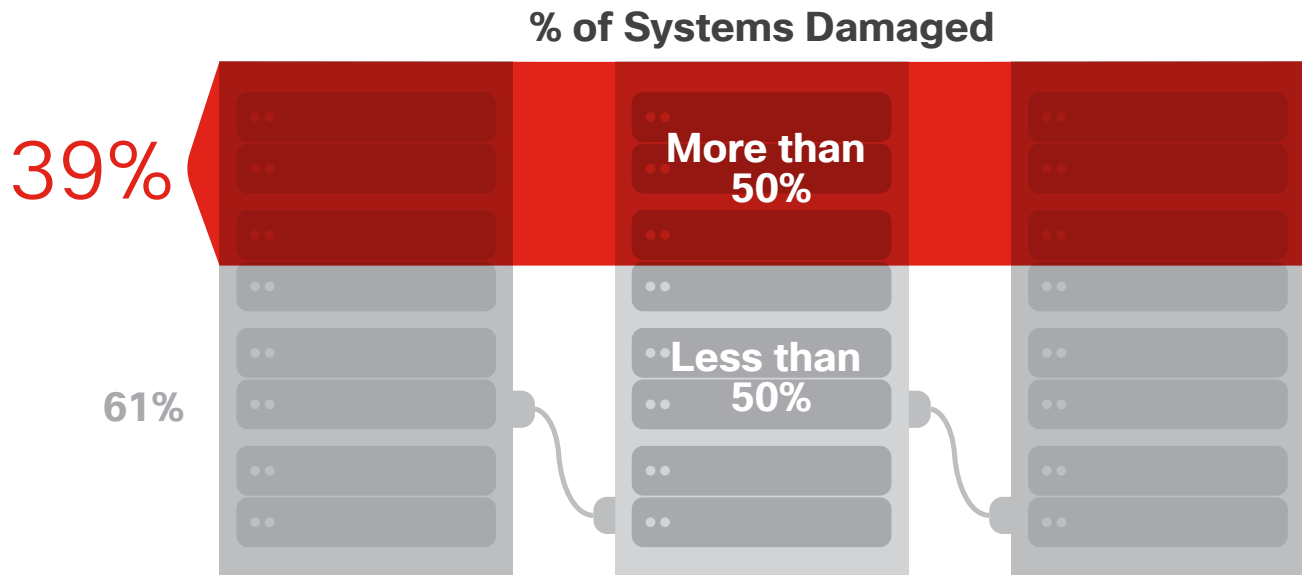 % of Systems Damaged
39%
More than
50%
61%
Less than
50%